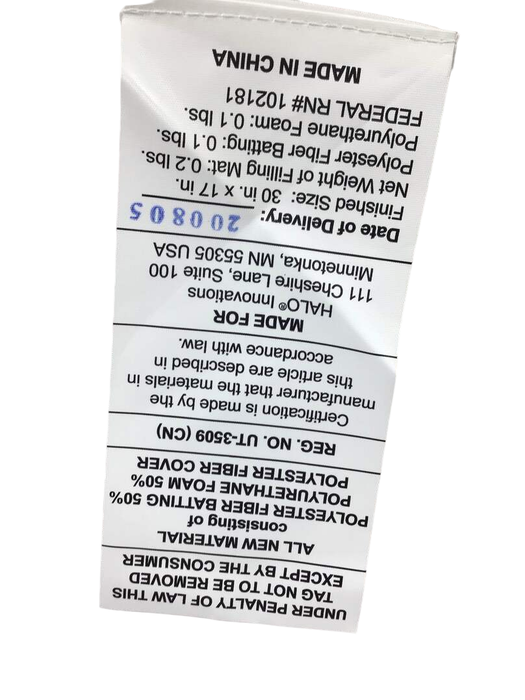 UNDER PENALTY OF LAW THIS
TAG NOT TO BE REMOVED
EXCEPT BY THE CONSUMER
ALL NEW MATERIAL
consisting of
POLYESTER FIBER BATTING 50%
POLYURETHANE FOAM 50%
POLYESTER FIBER COVER
REG. NO. UT-3509 (CN)
Certification is made by the
manufacturer that the materials in
this article are described in
accordance with law.
MADE FOR
HALO® Innovations
111 Cheshire Lane, Suite 100
Minnetonka, MN 55305 USA
Date of Delivery: 200805
Finished Size: 30 in. x 17 in.
Net Weight of Filling Mat: 0.2 lbs.
Polyester Fiber Batting: 0.1 lbs.
Polyurethane Foam: 0.1 lbs.
FEDERAL RN# 102181
MADE IN CHINA